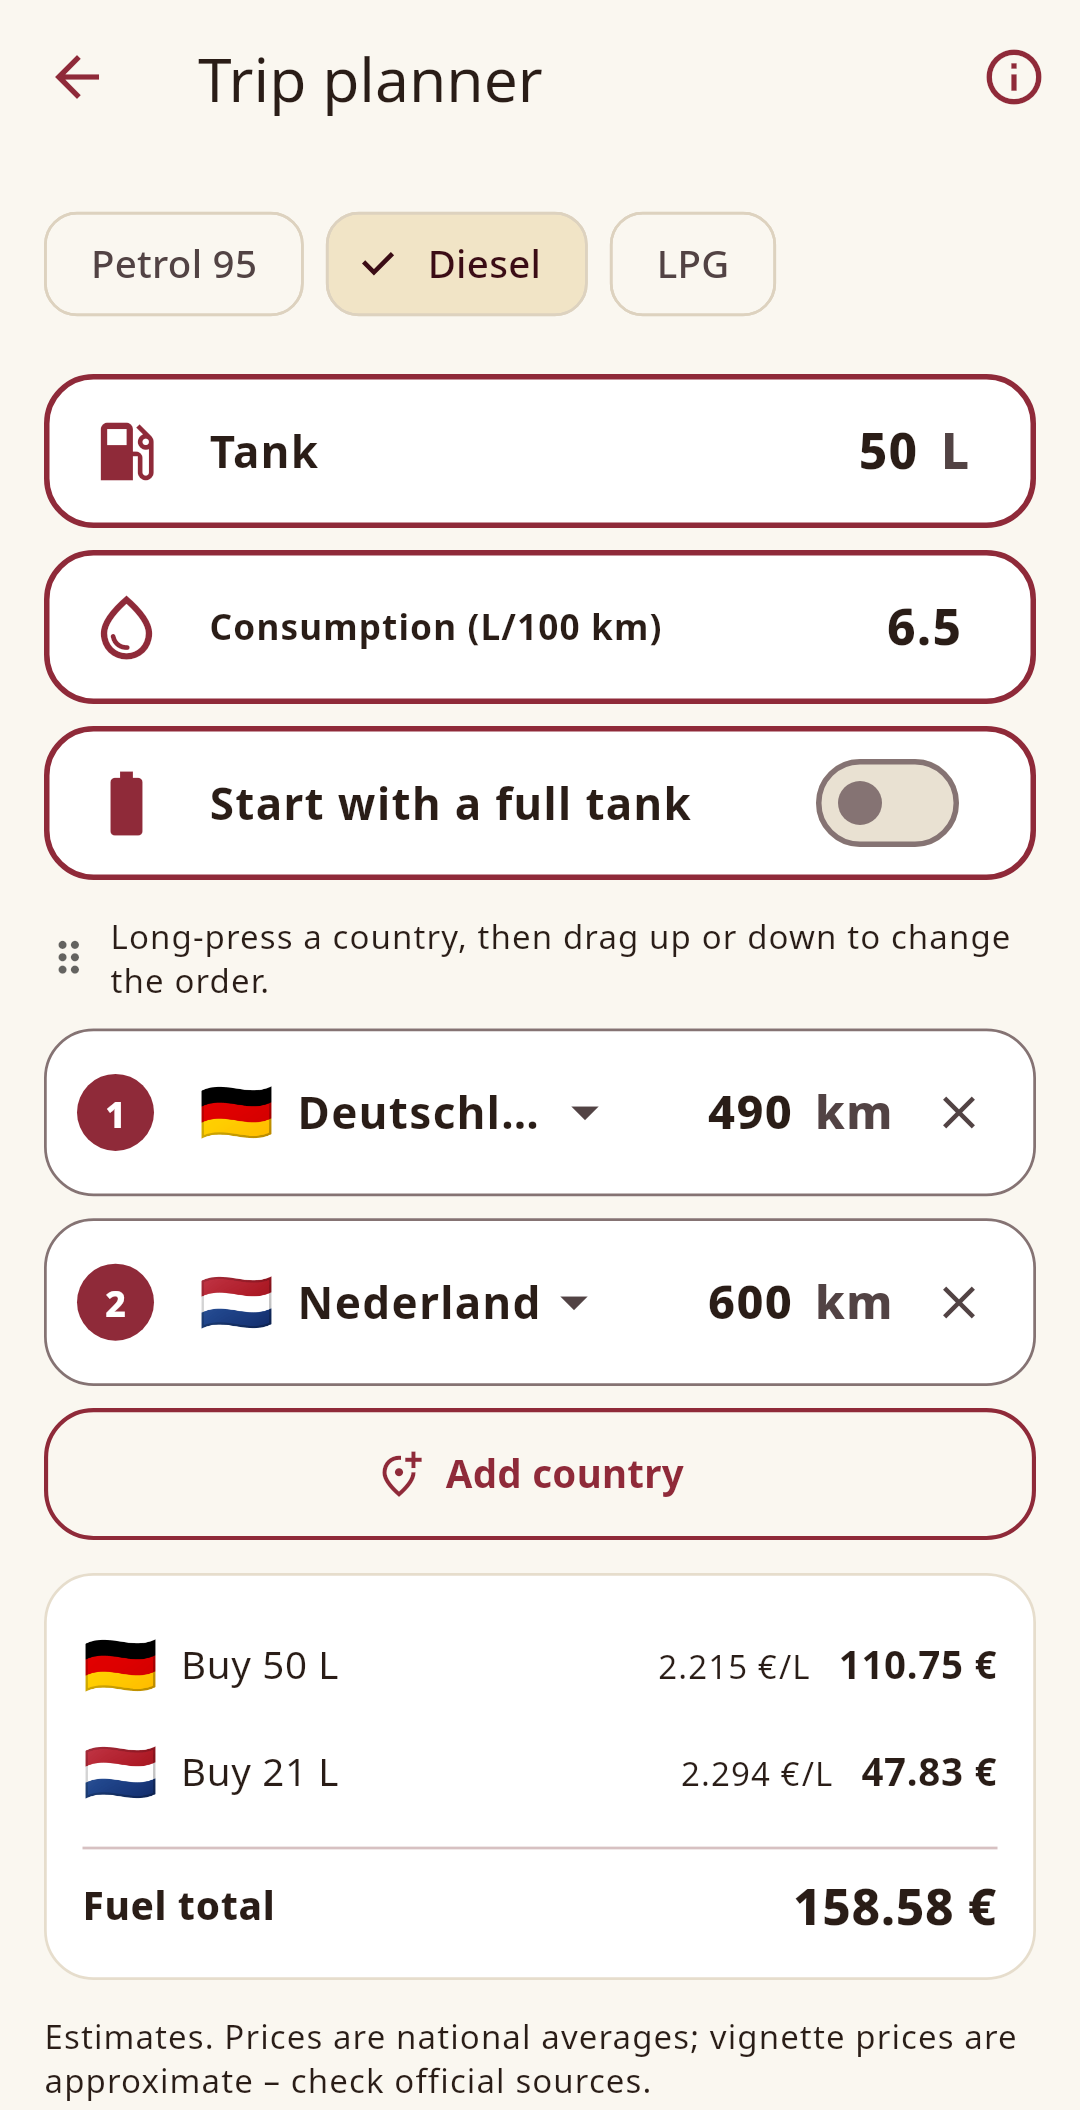 Trip planner
Petrol 95
Diesel
LPG
Tank
50 L
Consumption (L/100 km)
6.5
Start with a full tank
Long-press a country, then drag up or down to change
the order.
1
Deutschl...
490 km
2
Nederland
600 km
Add country
Buy 50 L
2.215 €/L
110.75 €
Buy 21 L
2.294 €/L
47.83 €
Fuel total
158.58 €
Estimates. Prices are national averages; vignette prices are
approximate – check official sources.